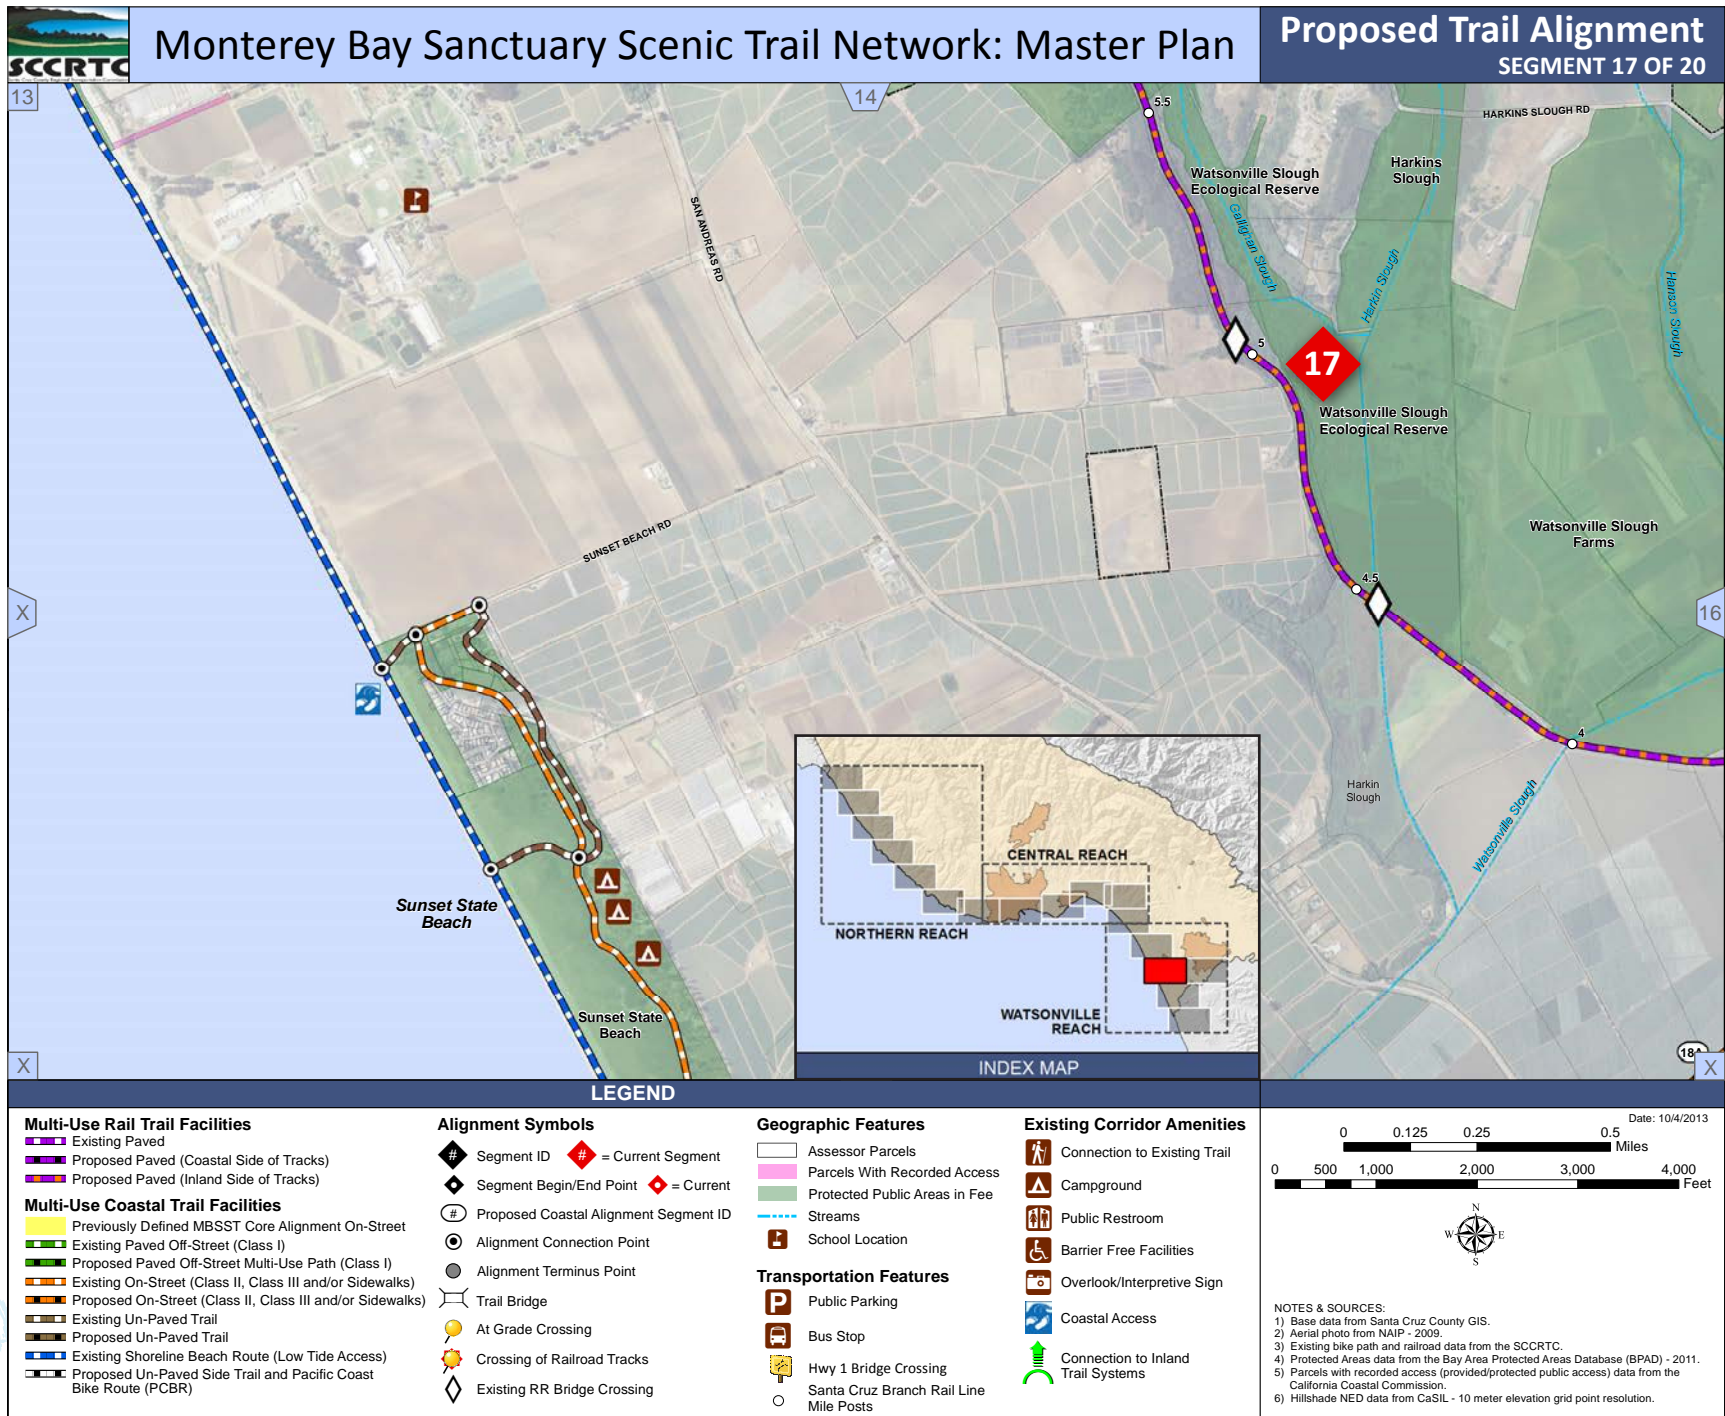 SCCRTC
Monterey Bay Sanctuary Scenic Trail Network: Master Plan
Proposed Trail Alignment
SEGMENT 17 OF 20
13
14
5.5
HARKINS SLOUGH RD
Harkins
Slough
Watsonville Slough
Ecological Reserve
SAN ANDREAS RD
Gallighan Slough
Harkin Slough
Hanson Slough
5
17
Watsonville Slough
Ecological Reserve
SUNSET BEACH RD
Watsonville Slough
Farms
4.5
X
16
4
Harkin
Slough
Watsonville Slough
Sunset State
Beach
Sunset State
Beach
CENTRAL REACH
NORTHERN REACH
WATSONVILLE
REACH
INDEX MAP
18A
X
X
LEGEND
Multi-Use Rail Trail Facilities
Existing Paved
Proposed Paved (Coastal Side of Tracks)
Proposed Paved (Inland Side of Tracks)
Multi-Use Coastal Trail Facilities
Previously Defined MBSST Core Alignment On-Street
Existing Paved Off-Street (Class I)
Proposed Paved Off-Street Multi-Use Path (Class I)
Existing On-Street (Class II, Class III and/or Sidewalks)
Proposed On-Street (Class II, Class III and/or Sidewalks)
Existing Un-Paved Trail
Proposed Un-Paved Trail
Existing Shoreline Beach Route (Low Tide Access)
Proposed Un-Paved Side Trail and Pacific Coast
Bike Route (PCBR)
Alignment Symbols
# Segment ID # = Current Segment
Segment Begin/End Point = Current
# Proposed Coastal Alignment Segment ID
Alignment Connection Point
Alignment Terminus Point
Trail Bridge
At Grade Crossing
Crossing of Railroad Tracks
Existing RR Bridge Crossing
Geographic Features
Assessor Parcels
Parcels With Recorded Access
Protected Public Areas in Fee
Streams
School Location
Transportation Features
P Public Parking
Bus Stop
Hwy 1 Bridge Crossing
Santa Cruz Branch Rail Line
Mile Posts
Existing Corridor Amenities
Connection to Existing Trail
Campground
Public Restroom
Barrier Free Facilities
Overlook/Interpretive Sign
Coastal Access
Connection to Inland
Trail Systems
Date: 10/4/2013
0 0.125 0.25 0.5
Miles
0 500 1,000 2,000 3,000 4,000
Feet
N
W E
S
NOTES & SOURCES:
1) Base data from Santa Cruz County GIS.
2) Aerial photo from NAIP - 2009.
3) Existing bike path and railroad data from the SCCRTC.
4) Protected Areas data from the Bay Area Protected Areas Database (BPAD) - 2011.
5) Parcels with recorded access (provided/protected public access) data from the
California Coastal Commission.
6) Hillshade NED data from CaSIL - 10 meter elevation grid point resolution.